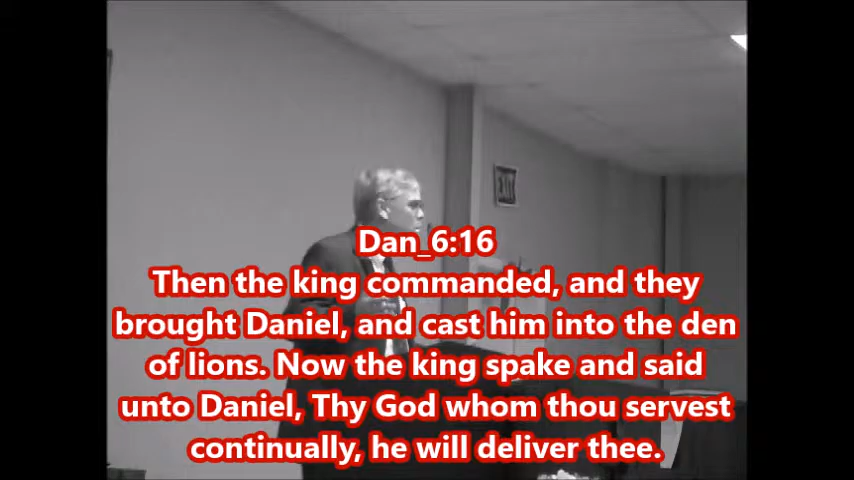 EXIT
Dan_6:16
Then the king commanded, and they
brought Daniel, and cast him into the den
of lions. Now the king spake and said
unto Daniel, Thy God whom thou servest
continually, he will deliver thee.